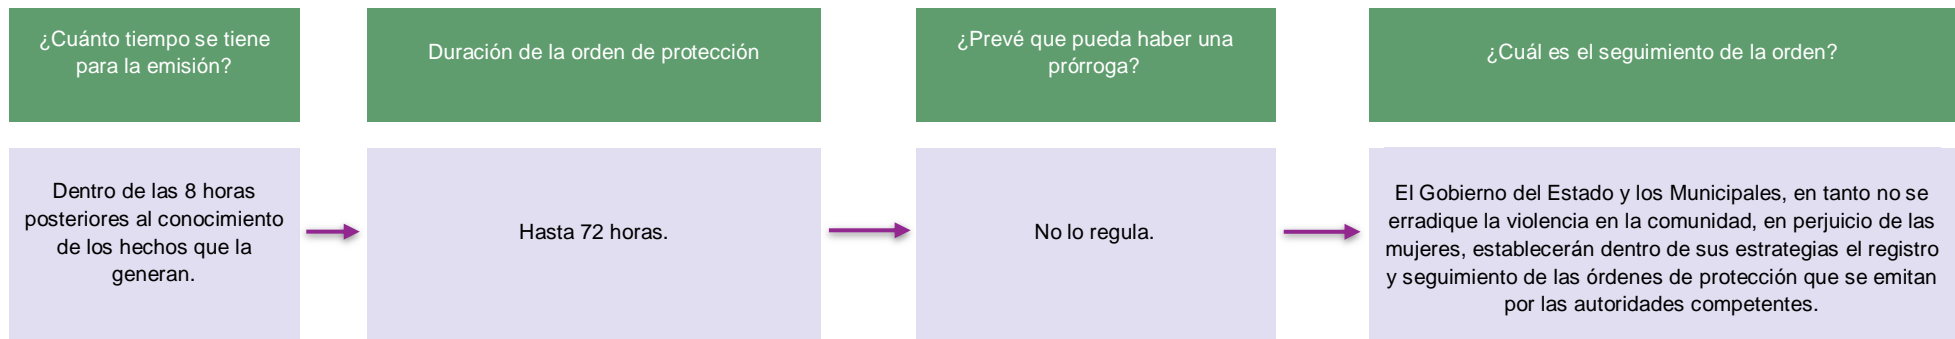 ¿Cuánto tiempo se tiene
para la emisión?
Duración de la orden de protección
¿Prevé que pueda haber una
prórroga?
¿Cuál es el seguimiento de la orden?
Dentro de las 8 horas
posteriores al conocimiento
de los hechos que la
generan.
Hasta 72 horas.
No lo regula.
El Gobierno del Estado y los Municipales, en tanto no se
erradique la violencia en la comunidad, en perjuicio de las
mujeres, establecerán dentro de sus estrategias el registro
y seguimiento de las órdenes de protección que se emitan
por las autoridades competentes.